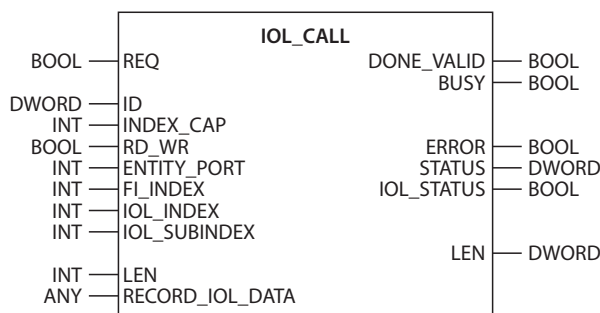 IOL_CALL
BOOL REQ DONE_VALID BOOL
BUSY BOOL
DWORD ID
INT INDEX_CAP
BOOL RD_WR ERROR BOOL
INT ENTITY_PORT STATUS DWORD
INT FI_INDEX IOL_STATUS BOOL
INT IOL_INDEX
INT IOL_SUBINDEX
LEN DWORD
INT LEN
ANY RECORD_IOL_DATA